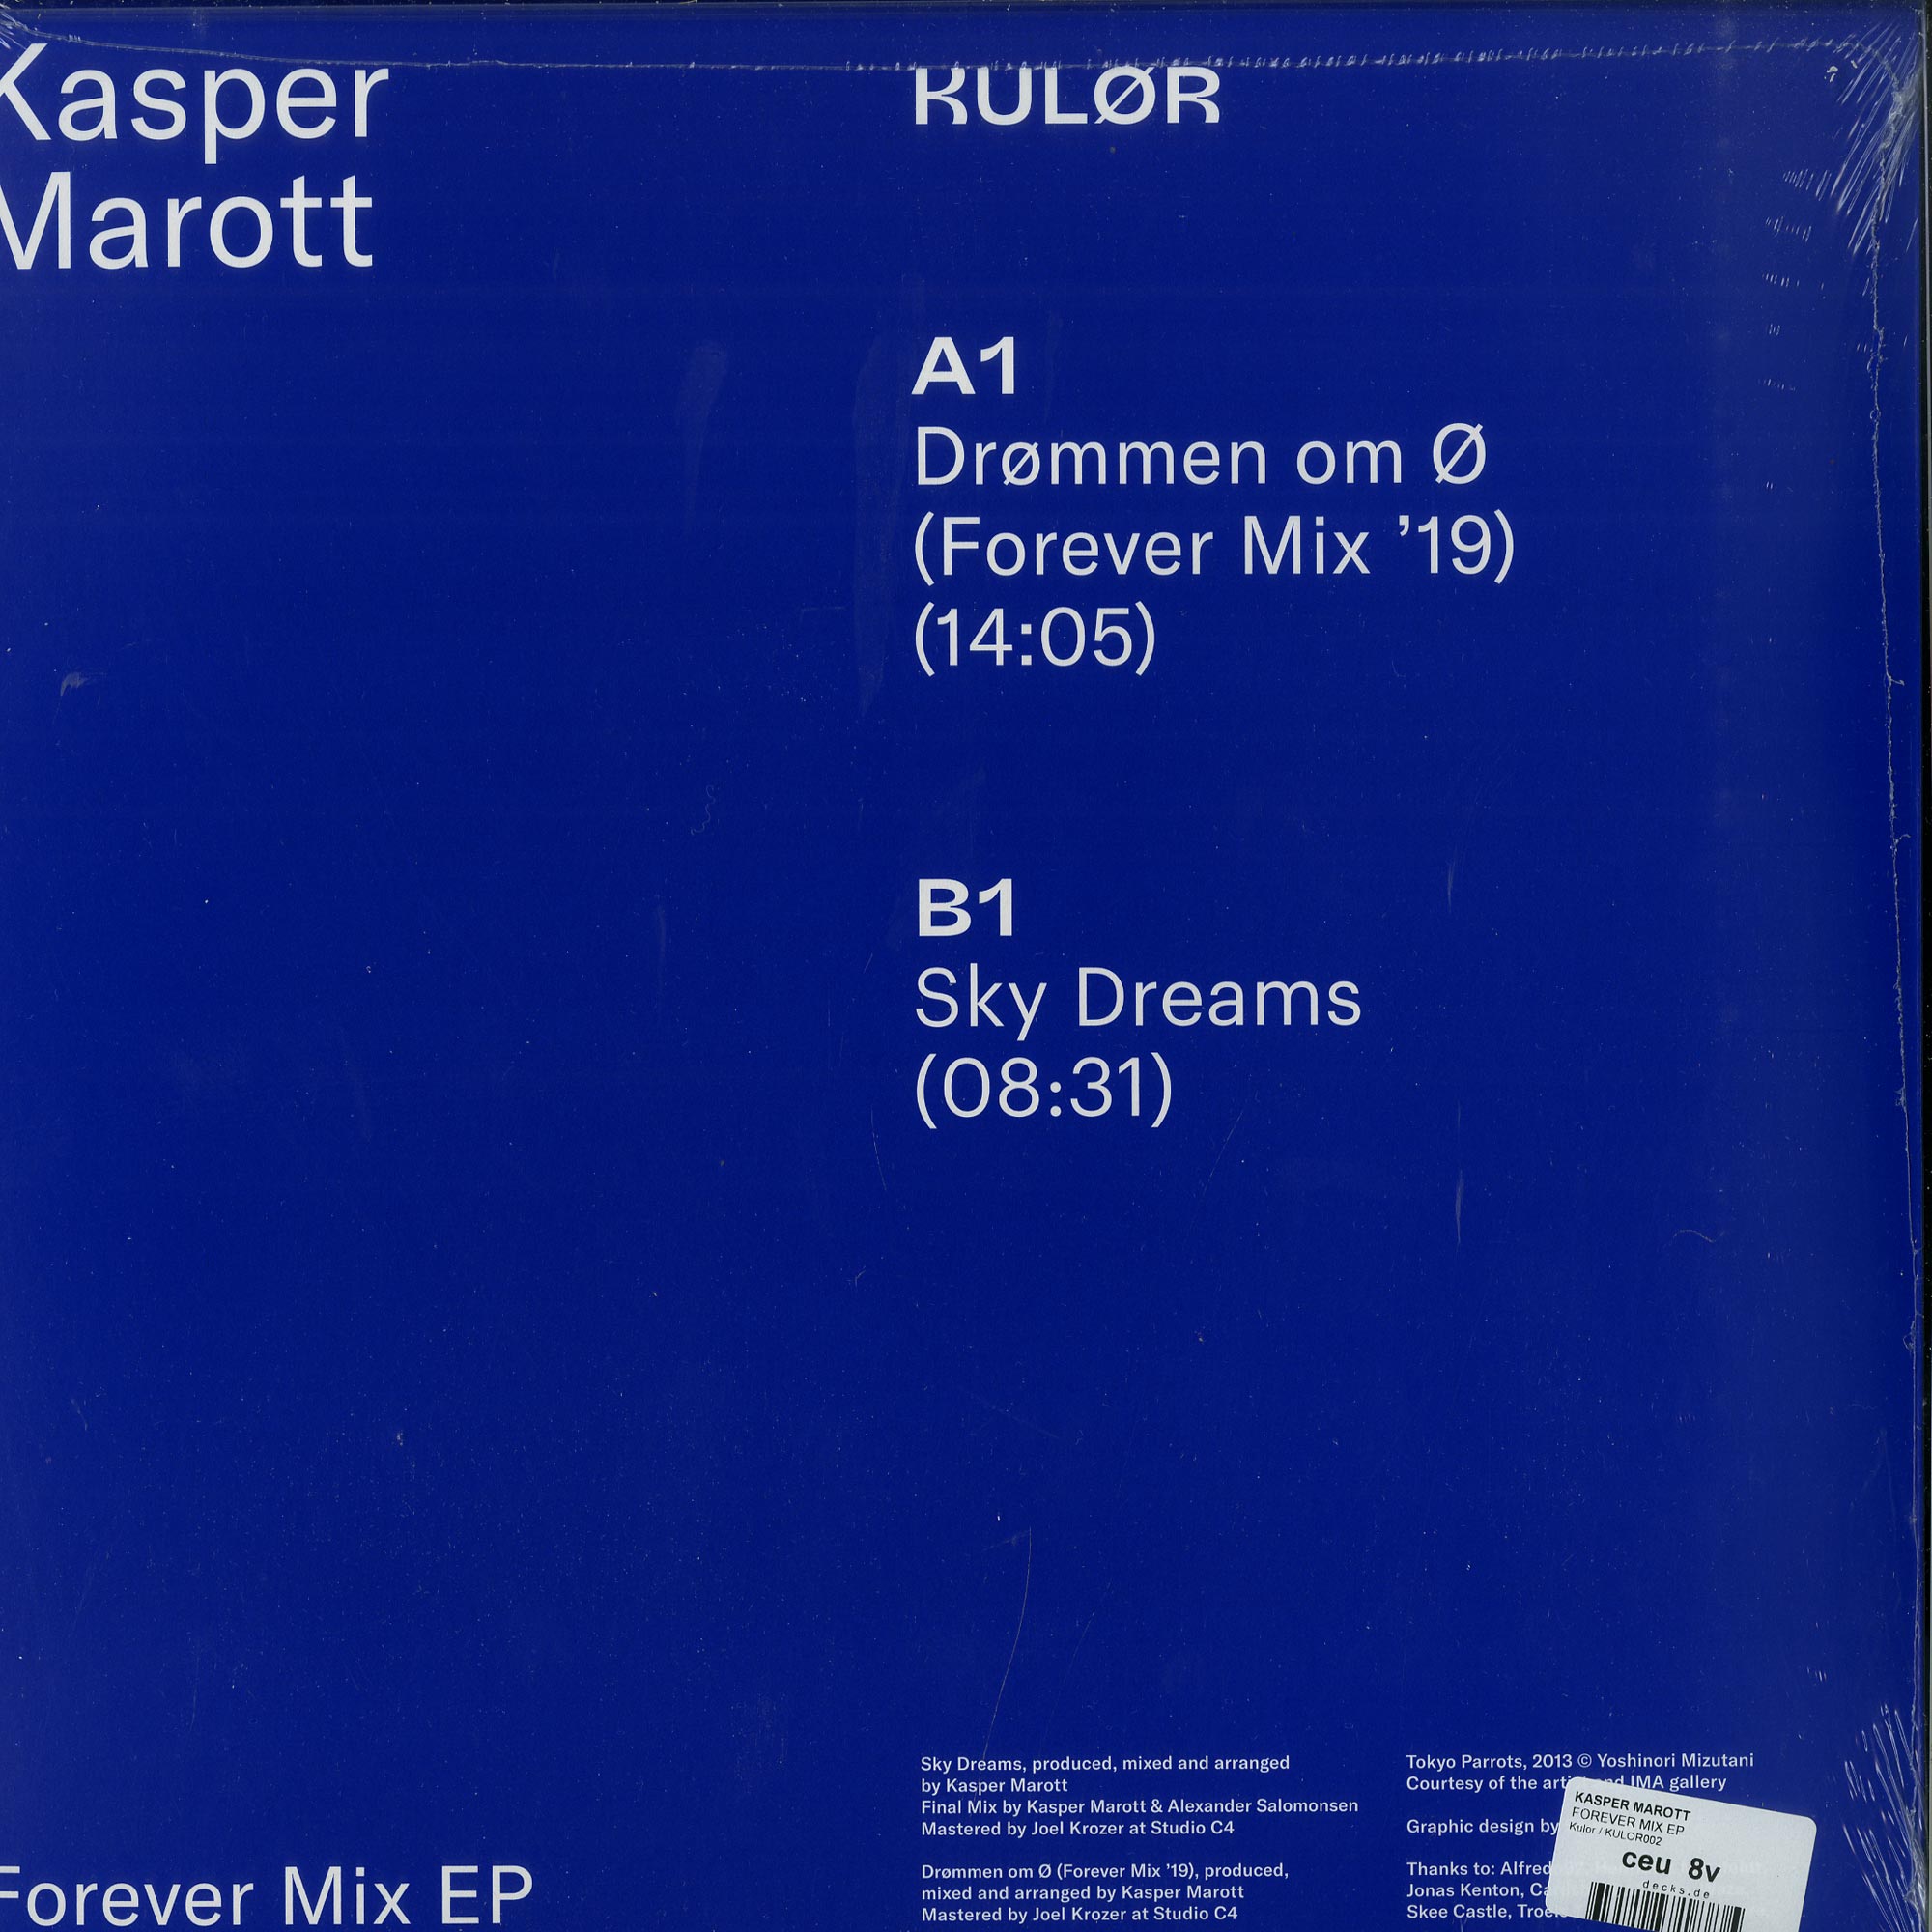 Kasper
Marott
KULØR
A1
Drømmen om Ø
(Forever Mix ’19)
(14:05)
B1
Sky Dreams
(08:31)
Forever Mix EP
Sky Dreams, produced, mixed and arranged
by Kasper Marott
Final Mix by Kasper Marott & Alexander Salomonsen
Mastered by Joel Krozer at Studio C4
Drømmen om Ø (Forever Mix ’19), produced,
mixed and arranged by Kasper Marott
Mastered by Joel Krozer at Studio C4
Tokyo Parrots, 2013 © Yoshinori Mizutani
Courtesy of the artist and IMA gallery
Graphic design by
Thanks to:
Jonas Kenton,
Skee Castle,
KASPER MAROTT
FOREVER MIX EP
Kulor / KULOR002
ceu 8v
decks.de